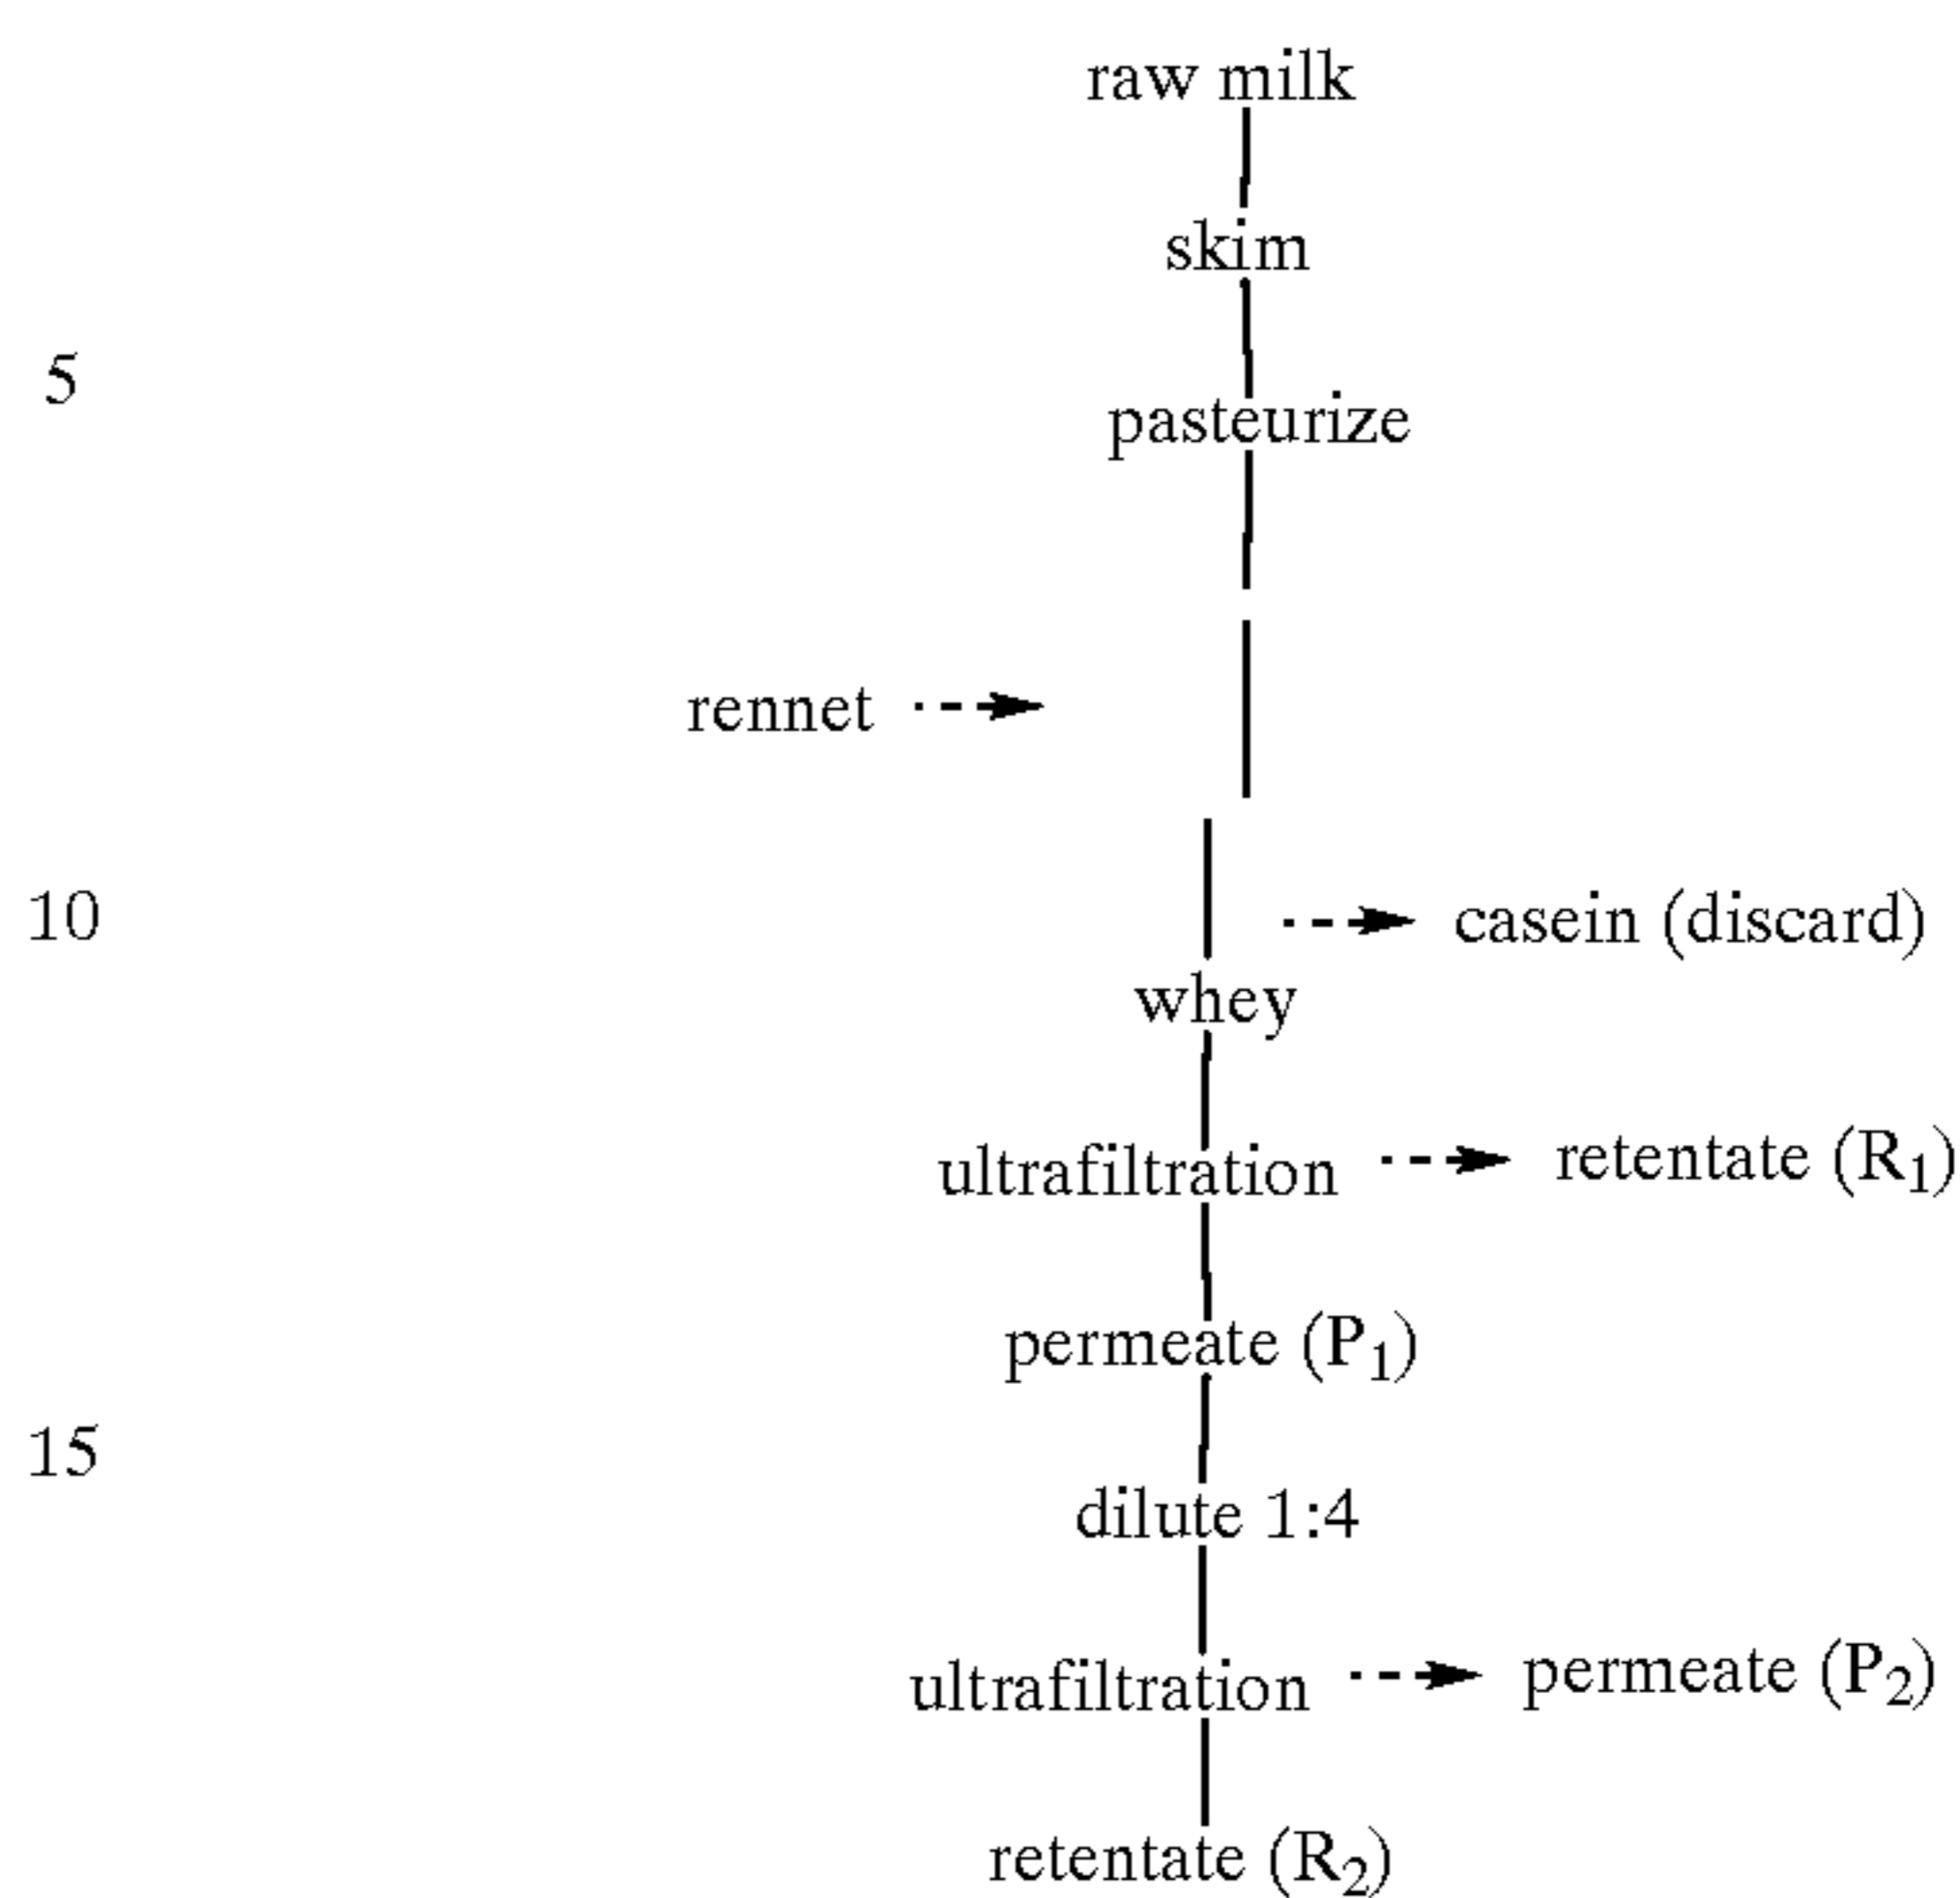 raw milk
skim
5
pasteurize
rennet
10
casein (discard)
whey
ultrafiltration retentate (R₁)
permeate (P₁)
15
dilute 1:4
ultrafiltration permeate (P₂)
retentate (R₂)